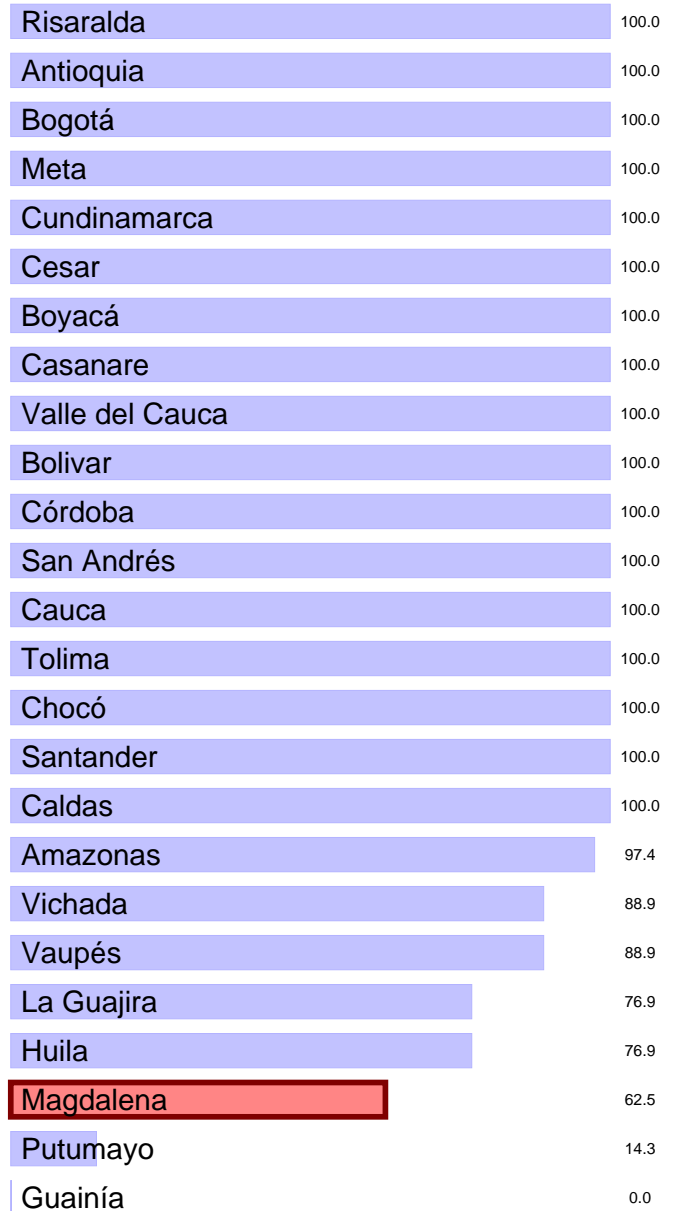 Risaralda 100.0
Antioquia 100.0
Bogotá 100.0
Meta 100.0
Cundinamarca 100.0
Cesar 100.0
Boyacá 100.0
Casanare 100.0
Valle del Cauca 100.0
Bolivar 100.0
Córdoba 100.0
San Andrés 100.0
Cauca 100.0
Tolima 100.0
Chocó 100.0
Santander 100.0
Caldas 100.0
Amazonas 97.4
Vichada 88.9
Vaupés 88.9
La Guajira 76.9
Huila 76.9
Magdalena 62.5
Putumayo 14.3
Guainía 0.0